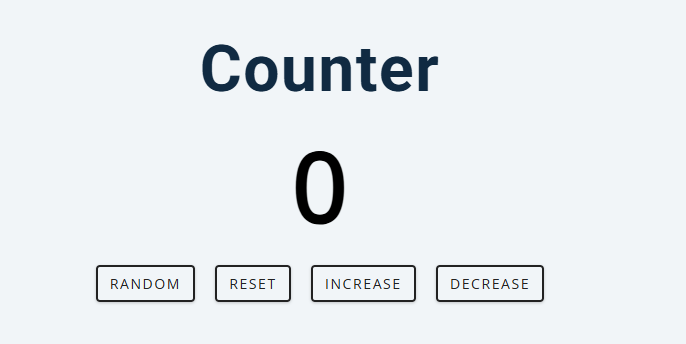 Counter
0
RANDOM RESET INCREASE DECREASE